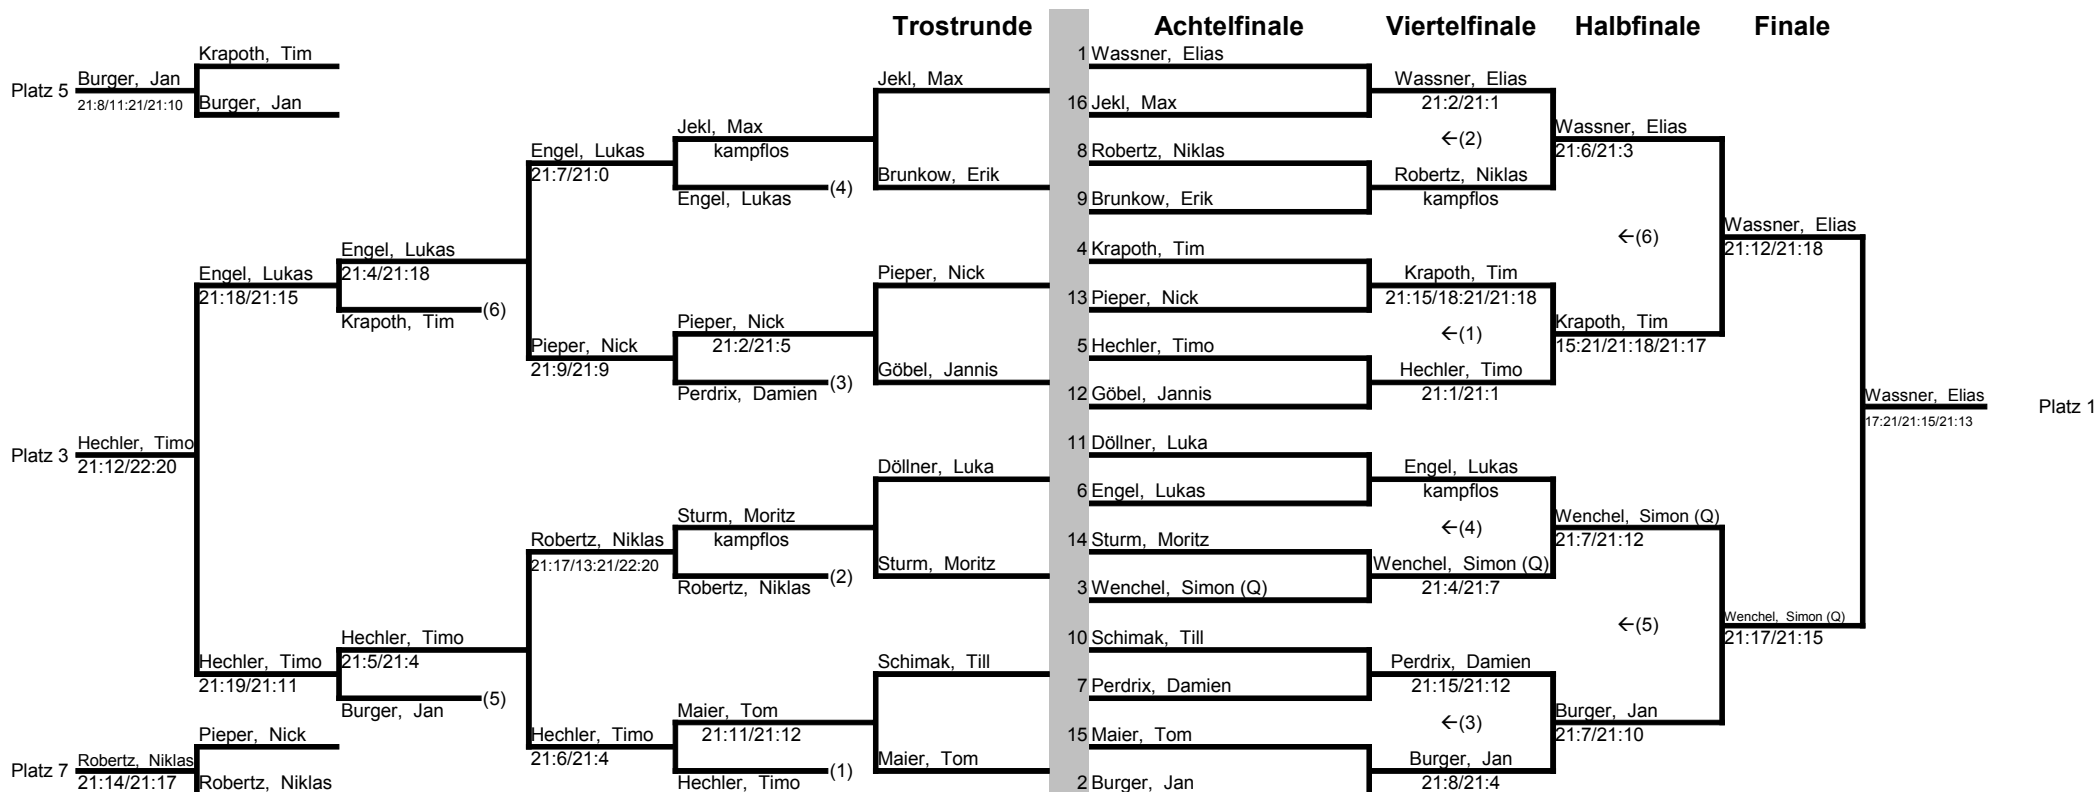 Trostrunde Achtelfinale Viertelfinale Halbfinale Finale
Krapoth, Tim
1 Wassner, Elias
Platz 5 Burger, Jan
Jekl, Max
Wassner, Elias
21:8/11:21/21:10
Burger, Jan
16 Jekl, Max
21:2/21:1
Jekl, Max
kampflos
←(2)
Wassner, Elias
21:6/21:3
Engel, Lukas
21:7/21:0
8 Robertz, Niklas
Engel, Lukas
(4)
Brunkow, Erik
9 Brunkow, Erik
Robertz, Niklas
kampflos
←(6)
Wassner, Elias
21:12/21:18
Engel, Lukas
21:4/21:18
4 Krapoth, Tim
Engel, Lukas
21:18/21:15
Pieper, Nick
Krapoth, Tim
21:15/18:21/21:18
13 Pieper, Nick
Krapoth, Tim
(6)
Pieper, Nick
21:2/21:5
←(1)
Krapoth, Tim
15:21/21:18/21:17
Pieper, Nick
21:9/21:9
5 Hechler, Timo
Göbel, Jannis
Hechler, Timo
21:1/21:1
Perdrix, Damien
(3)
12 Göbel, Jannis
Wassner, Elias
17:21/21:15/21:13
Platz 1
Platz 3 Hechler, Timo
21:12/22:20
11 Döllner, Luka
Döllner, Luka
Engel, Lukas
kampflos
6 Engel, Lukas
Sturm, Moritz
kampflos
←(4)
Wenchel, Simon (Q)
21:7/21:12
Robertz, Niklas
21:17/13:21/22:20
14 Sturm, Moritz
Sturm, Moritz
Wenchel, Simon (Q)
21:4/21:7
Robertz, Niklas
(2)
3 Wenchel, Simon (Q)
←(5)
Wenchel, Simon (Q)
21:17/21:15
Hechler, Timo
21:5/21:4
10 Schimak, Till
Hechler, Timo
21:19/21:11
Schimak, Till
Perdrix, Damien
21:15/21:12
7 Perdrix, Damien
Burger, Jan
(5)
Maier, Tom
21:11/21:12
←(3)
Burger, Jan
21:7/21:10
Pieper, Nick
Hechler, Timo
21:6/21:4
15 Maier, Tom
Platz 7 Robertz, Niklas
21:14/21:17
Robertz, Niklas
Hechler, Timo
(1)
Maier, Tom
2 Burger, Jan
Burger, Jan
21:8/21:4